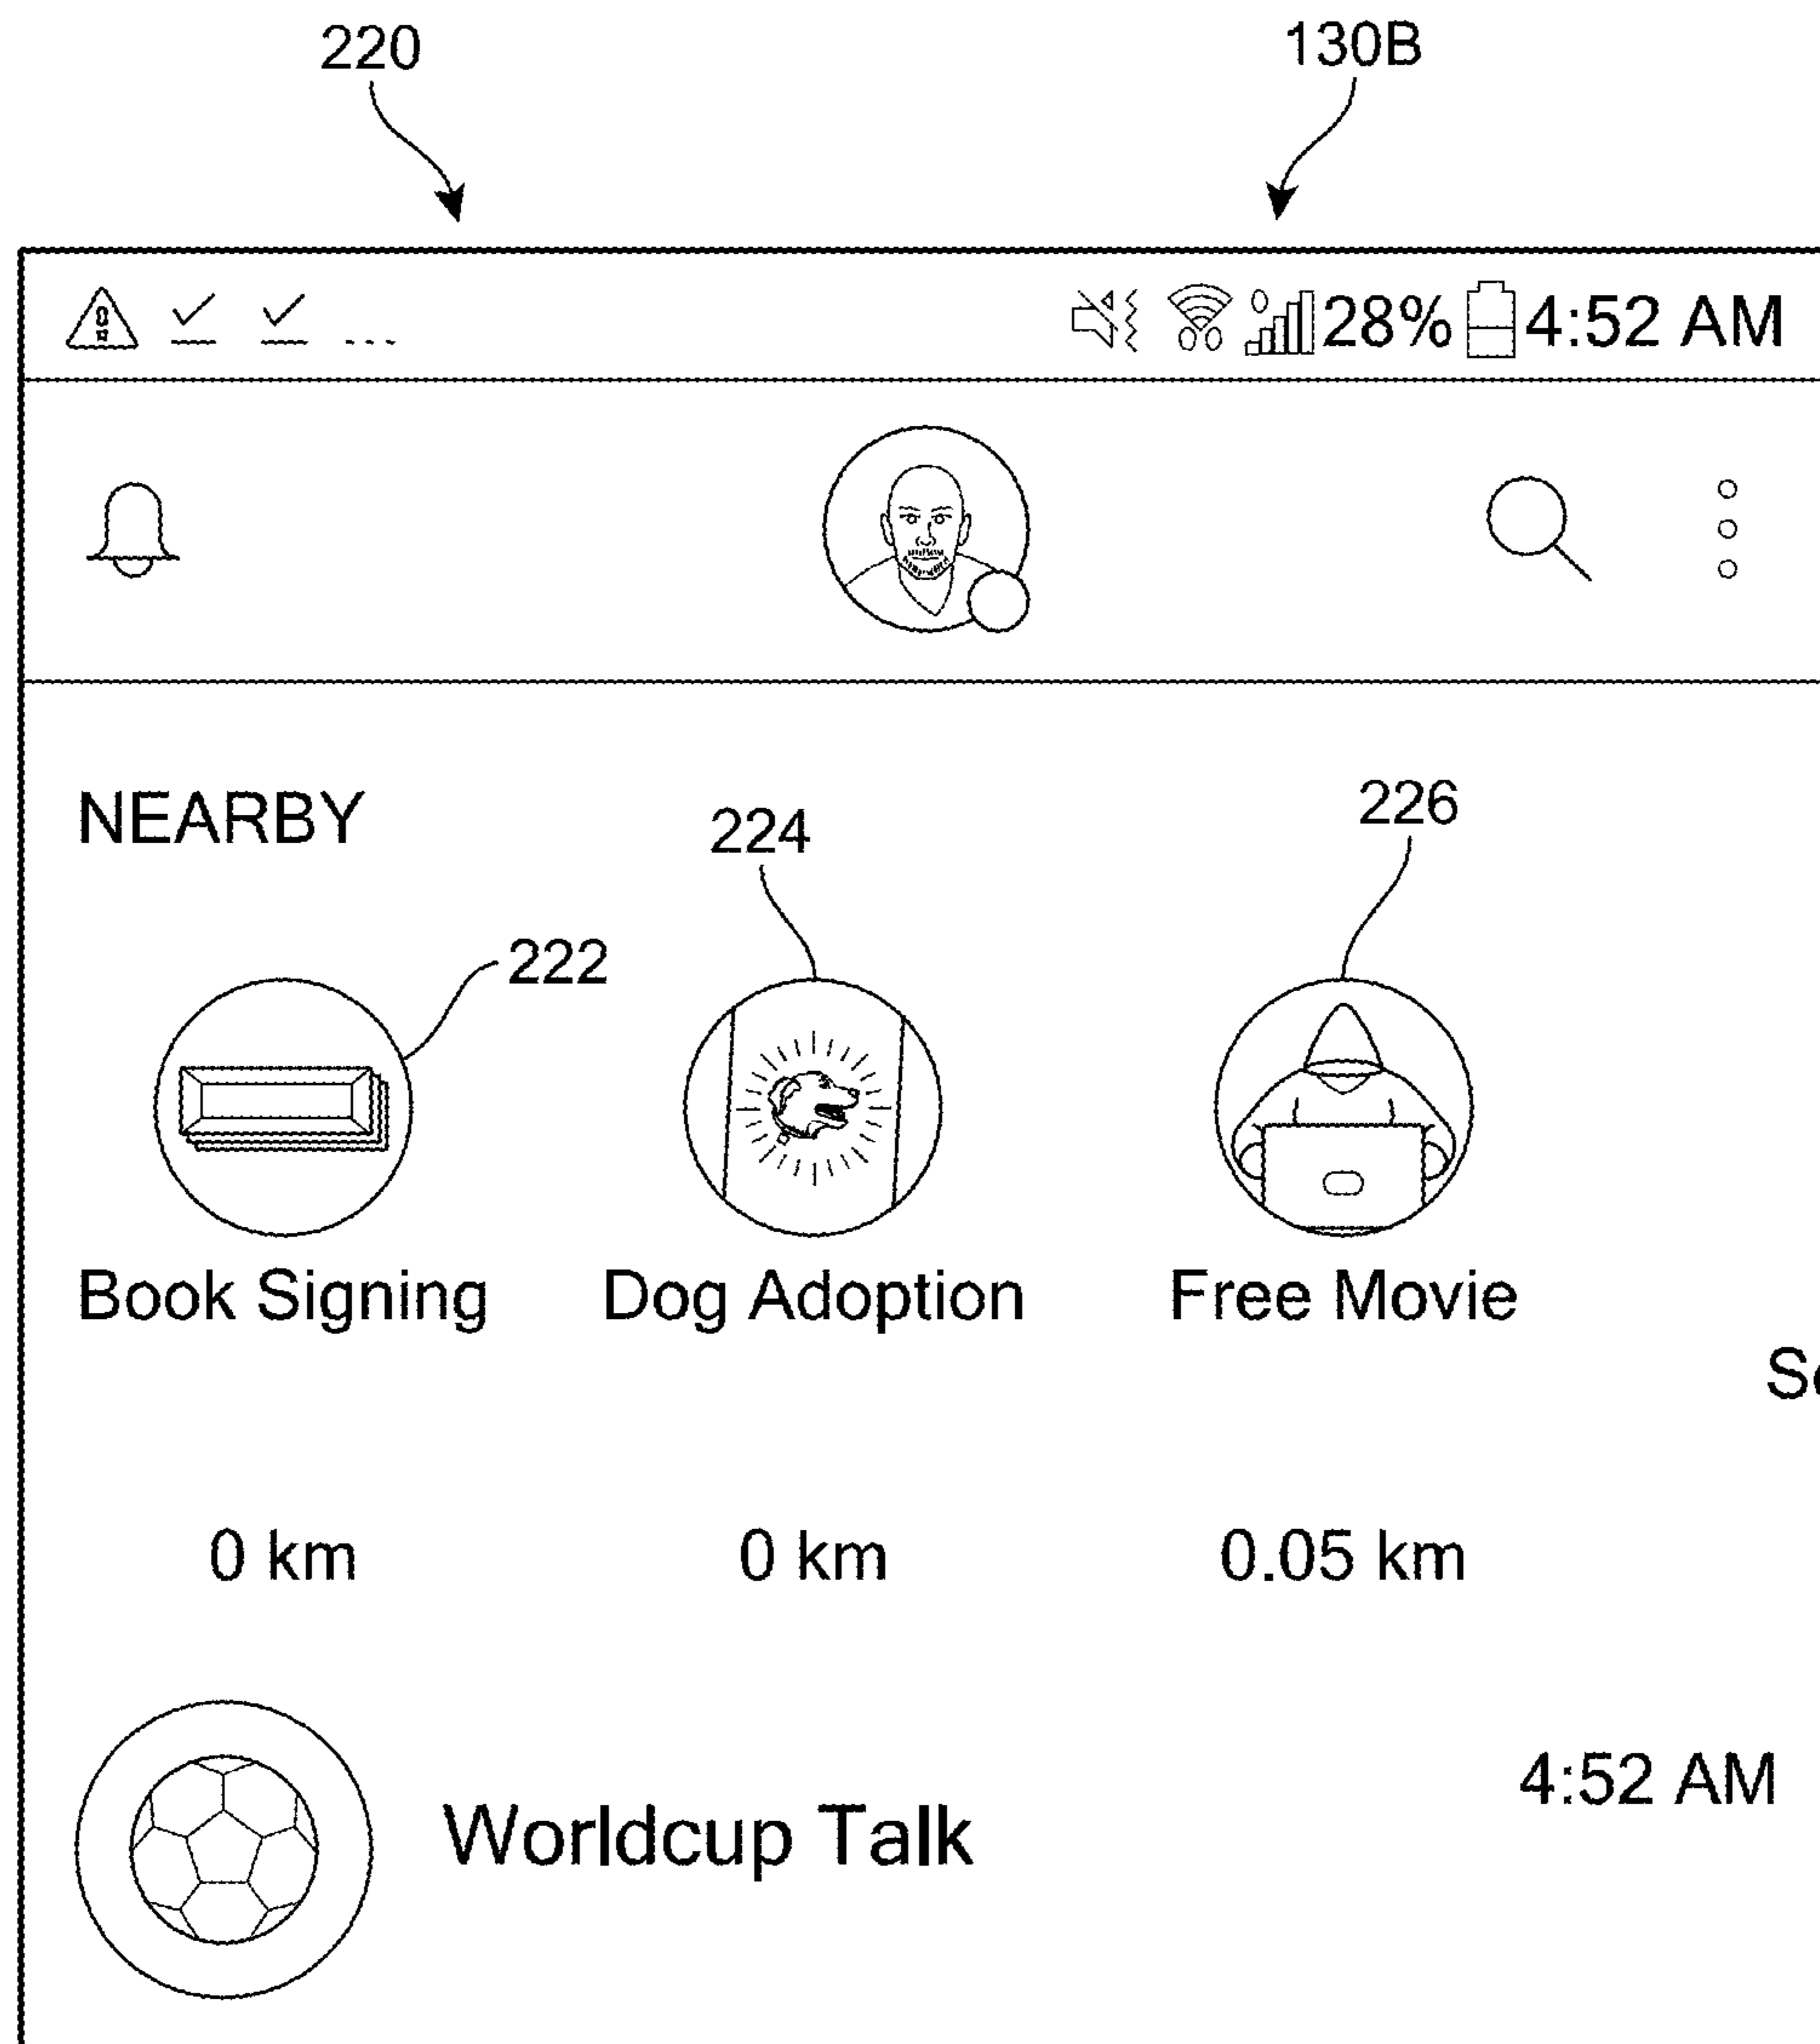 220
130B
28% 4:52 AM
NEARBY
224
226
222
Book Signing
Dog Adoption
Free Movie
0 km
0 km
0.05 km
Worldcup Talk
4:52 AM